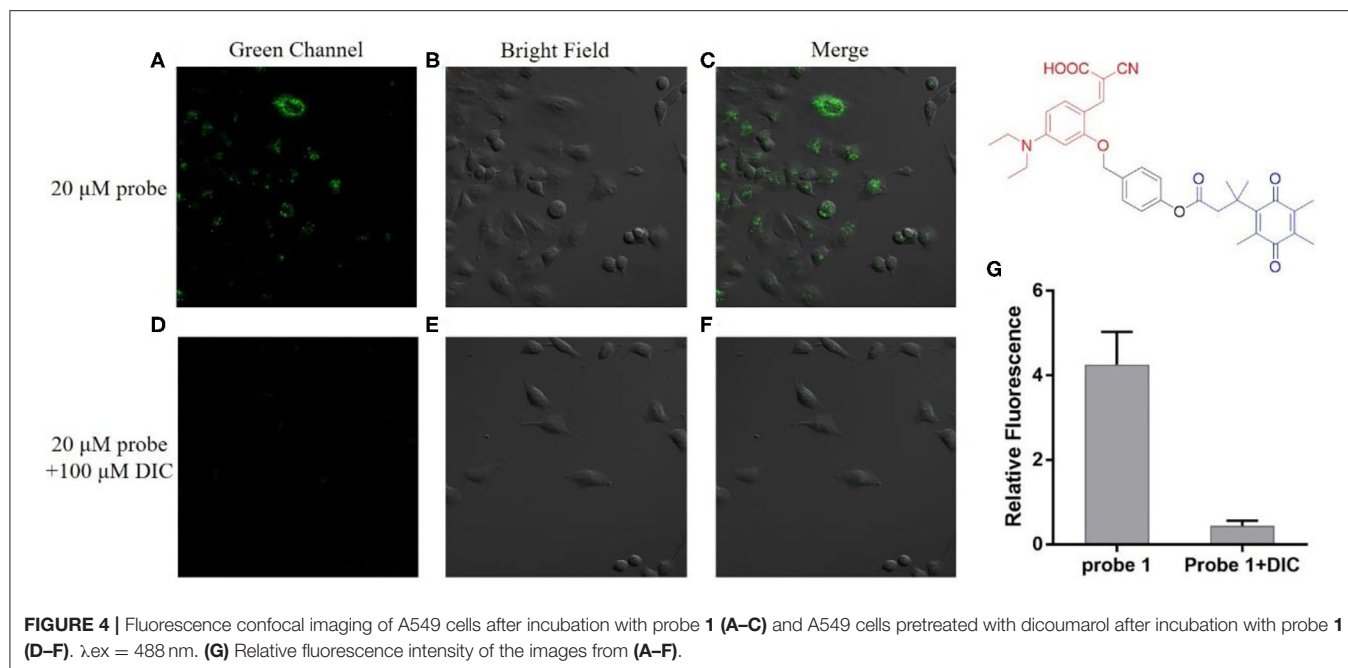 Green Channel
Bright Field
Merge
A
B
C
20 µM probe
HOOC
CN
N
O
O
O
O
O
D
E
F
20 µM probe
+100 µM DIC
G
Relative Fluorescence
6
4
2
0
probe 1
Probe 1+DIC
FIGURE 4 | Fluorescence confocal imaging of A549 cells after incubation with probe 1 (A–C) and A549 cells pretreated with dicoumarol after incubation with probe 1
(D–F). λex = 488 nm. (G) Relative fluorescence intensity of the images from (A–F).